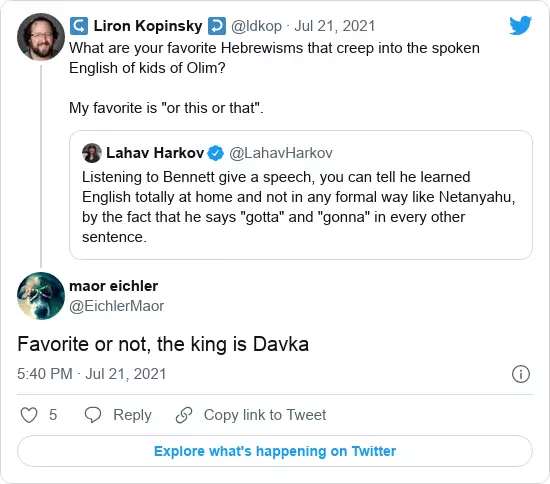 Liron Kopinsky @ldkop · Jul 21, 2021
What are your favorite Hebrewisms that creep into the spoken
English of kids of Olim?
My favorite is "or this or that".
Lahav Harkov @LahavHarkov
Listening to Bennett give a speech, you can tell he learned
English totally at home and not in any formal way like Netanyahu,
by the fact that he says "gotta" and "gonna" in every other
sentence.
maor eichler
@EichlerMaor
Favorite or not, the king is Davka
5:40 PM · Jul 21, 2021
5 Reply Copy link to Tweet
Explore what's happening on Twitter